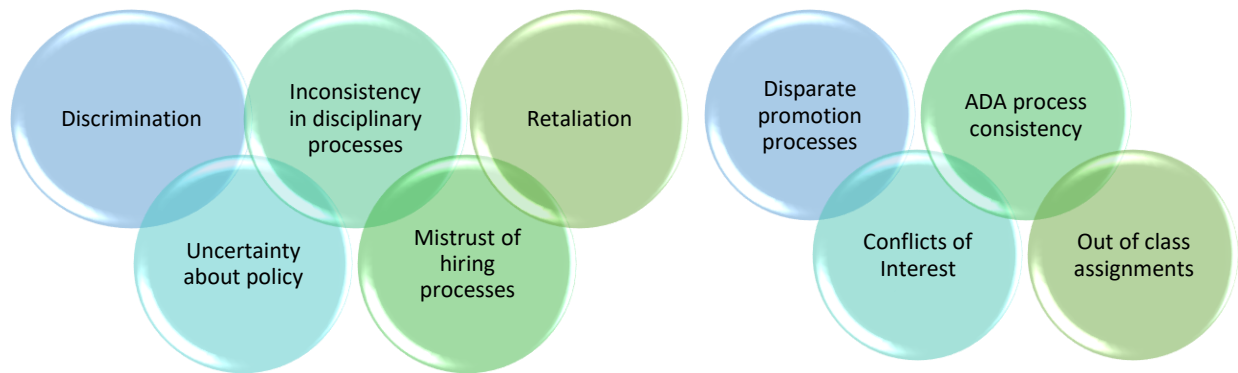 Discrimination
Inconsistency
in disciplinary
processes
Retaliation
Uncertainty
about policy
Mistrust of
hiring
processes
Disparate
promotion
processes
ADA process
consistency
Conflicts of
Interest
Out of class
assignments